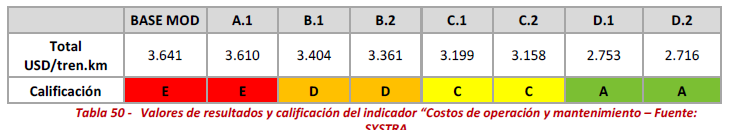 BASE MOD A.1 B.1 B.2 C.1 C.2 D.1 D.2
Total
USD/tren.km 3.641 3.610 3.404 3.361 3.199 3.158 2.753 2.716
Calificación E E D D C C A A
Tabla 50 - Valores de resultados y calificación del indicador “Costos de operación y mantenimiento – Fuente:
SYSTRA